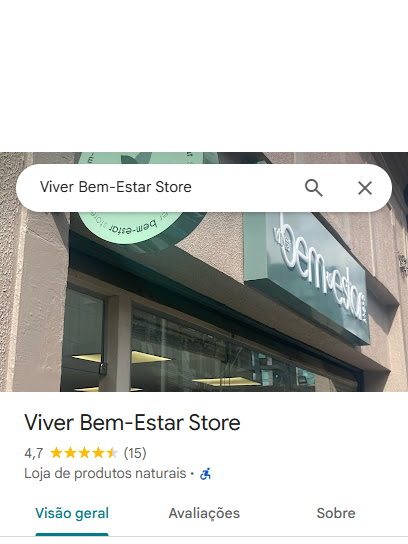 Viver Bem-Estar Store
viver bem-estar store
viver
bem-estar
Viver Bem-Estar Store
4,7 (15)
Loja de produtos naturais •
Visão geral
Avaliações
Sobre